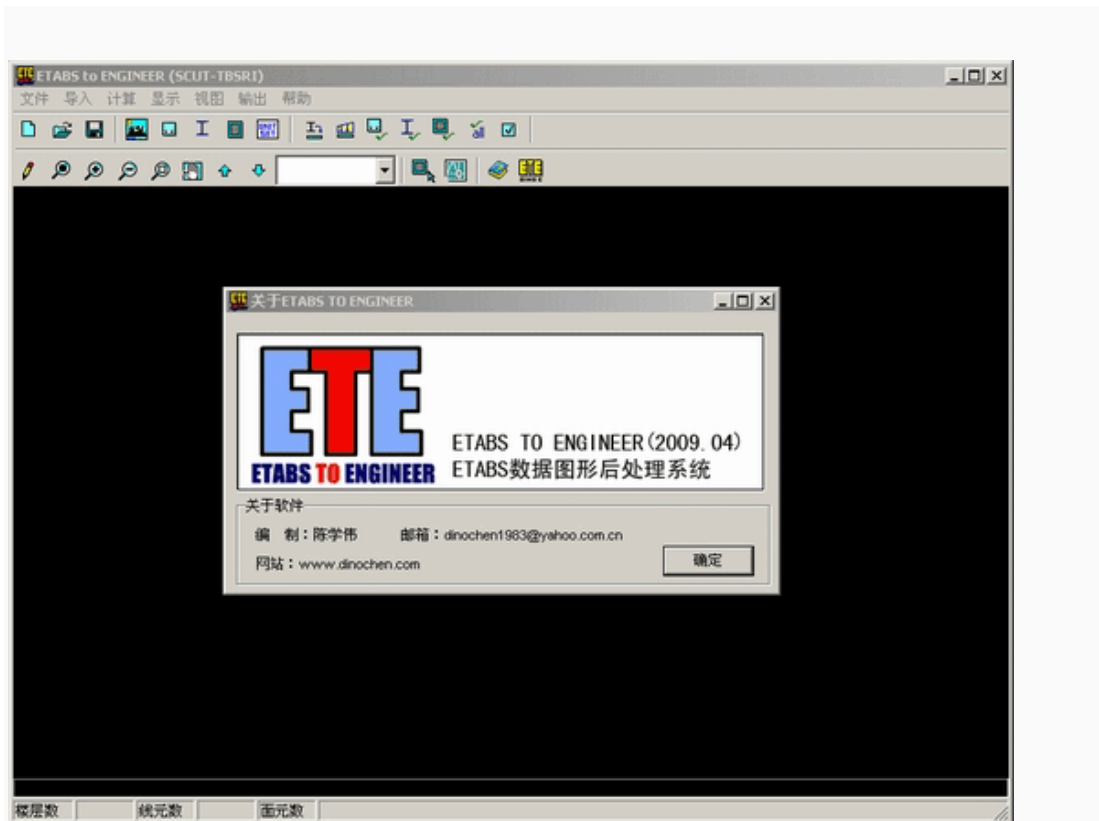 ETABS to ENGINEER (SCUT-TBSRI)
文件 导入 计算 显示 视图 输出 帮助
关于ETABS TO ENGINEER
ETE
ETABS TO ENGINEER
ETABS TO ENGINEER(2009.04)
ETABS数据图形后处理系统
关于软件
编 制：陈学伟 邮箱：dinochen1983@yahoo.com.cn
网站：www.dinochen.com
确定
楼层数 线元数 面元数